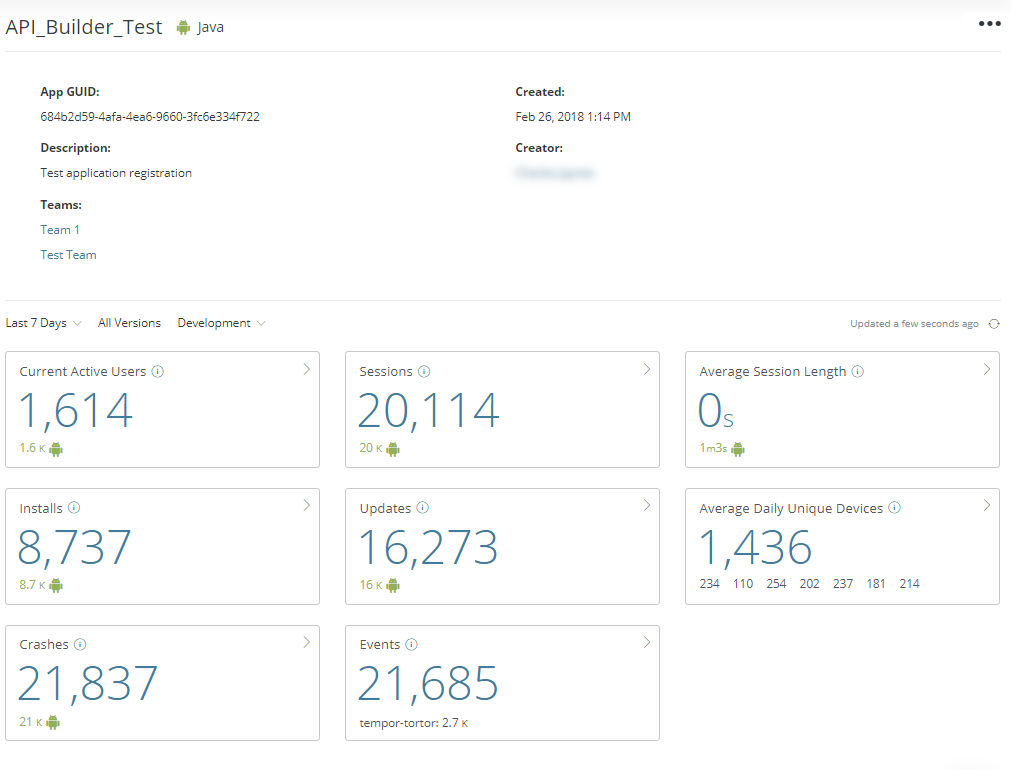 API_Builder_Test Java
App GUID:
684b2d59-4afa-4ea6-9660-3fc6e334f722
Description:
Test application registration
Teams:
Team 1
Test Team
Created:
Feb 26, 2018 1:14 PM
Creator:
Last 7 Days All Versions Development Updated a few seconds ago
Current Active Users
1,614
1.6 K
Sessions
20,114
20 K
Average Session Length
0s
1m3s
Installs
8,737
8.7 K
Updates
16,273
16 K
Average Daily Unique Devices
1,436
234 110 254 202 237 181 214
Crashes
21,837
21 K
Events
21,685
tempor-tortor: 2.7 K